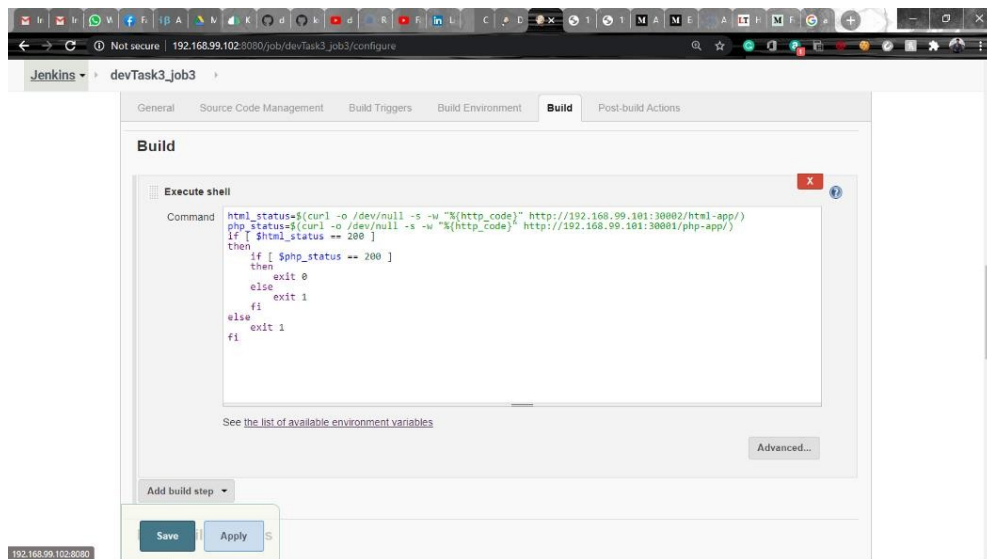 Not secure | 192.168.99.102:8080/job/devTask3_job3/configure
Jenkins devTask3_job3
General Source Code Management Build Triggers Build Environment Build Post-build Actions
Build
Execute shell
X
Command
html_status=$(curl -o /dev/null -s -w "%{http_code}" http://192.168.99.101:30002/html-app/)
php_status=$(curl -o /dev/null -s -w "%{http_code}" http://192.168.99.101:30001/php-app/)
if [ $html_status == 200 ]
then
if [ $php_status == 200 ]
then
exit 0
else
exit 1
fi
else
exit 1
fi
See the list of available environment variables
Advanced...
Add build step
Save Apply
192.168.99.102:8080